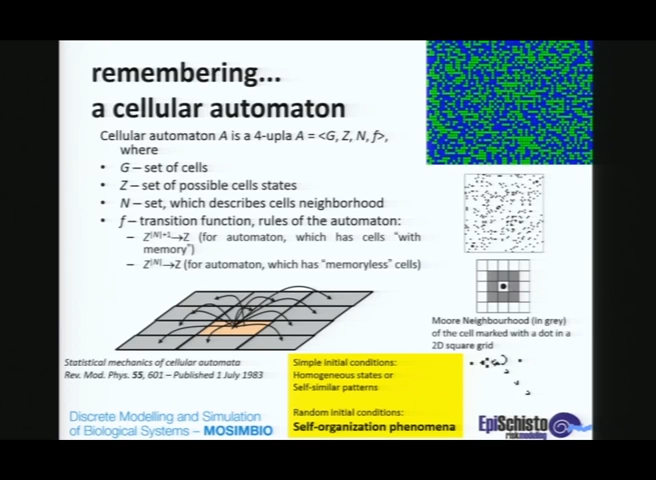 remembering...
a cellular automaton
Cellular automaton A is a 4-upla A = <G, Z, N, f>,
where
• G – set of cells
• Z – set of possible cells states
• N – set, which describes cells neighborhood
• f – transition function, rules of the automaton:
– Z|N|+1→Z (for automaton, which has cells "with
memory")
– Z|N|→Z (for automaton, which has "memoryless" cells)
Moore Neighbourhood (in grey)
of the cell marked with a dot in a
2D square grid
Statistical mechanics of cellular automata
Rev. Mod. Phys. 55, 601 – Published 1 July 1983
Simple initial conditions:
Homogeneous states or
Self-similar patterns
Random initial conditions:
Self-organization phenomena
Discrete Modelling and Simulation
of Biological Systems – MOSIMBIO
EpiSchisto
riskmodeling